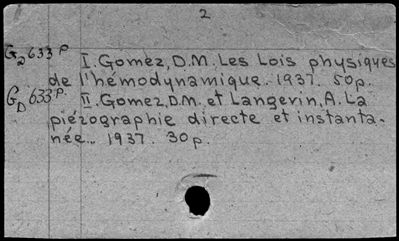 2
G2633P I. Gomez, D.M. Les Lois physiques
de l'hémodynamique.. 1937. 50p.
GD633P. II. Gomez, D.M. et Langevin, A. La
piézographie directe et instanta-
née... 1937. 30p.